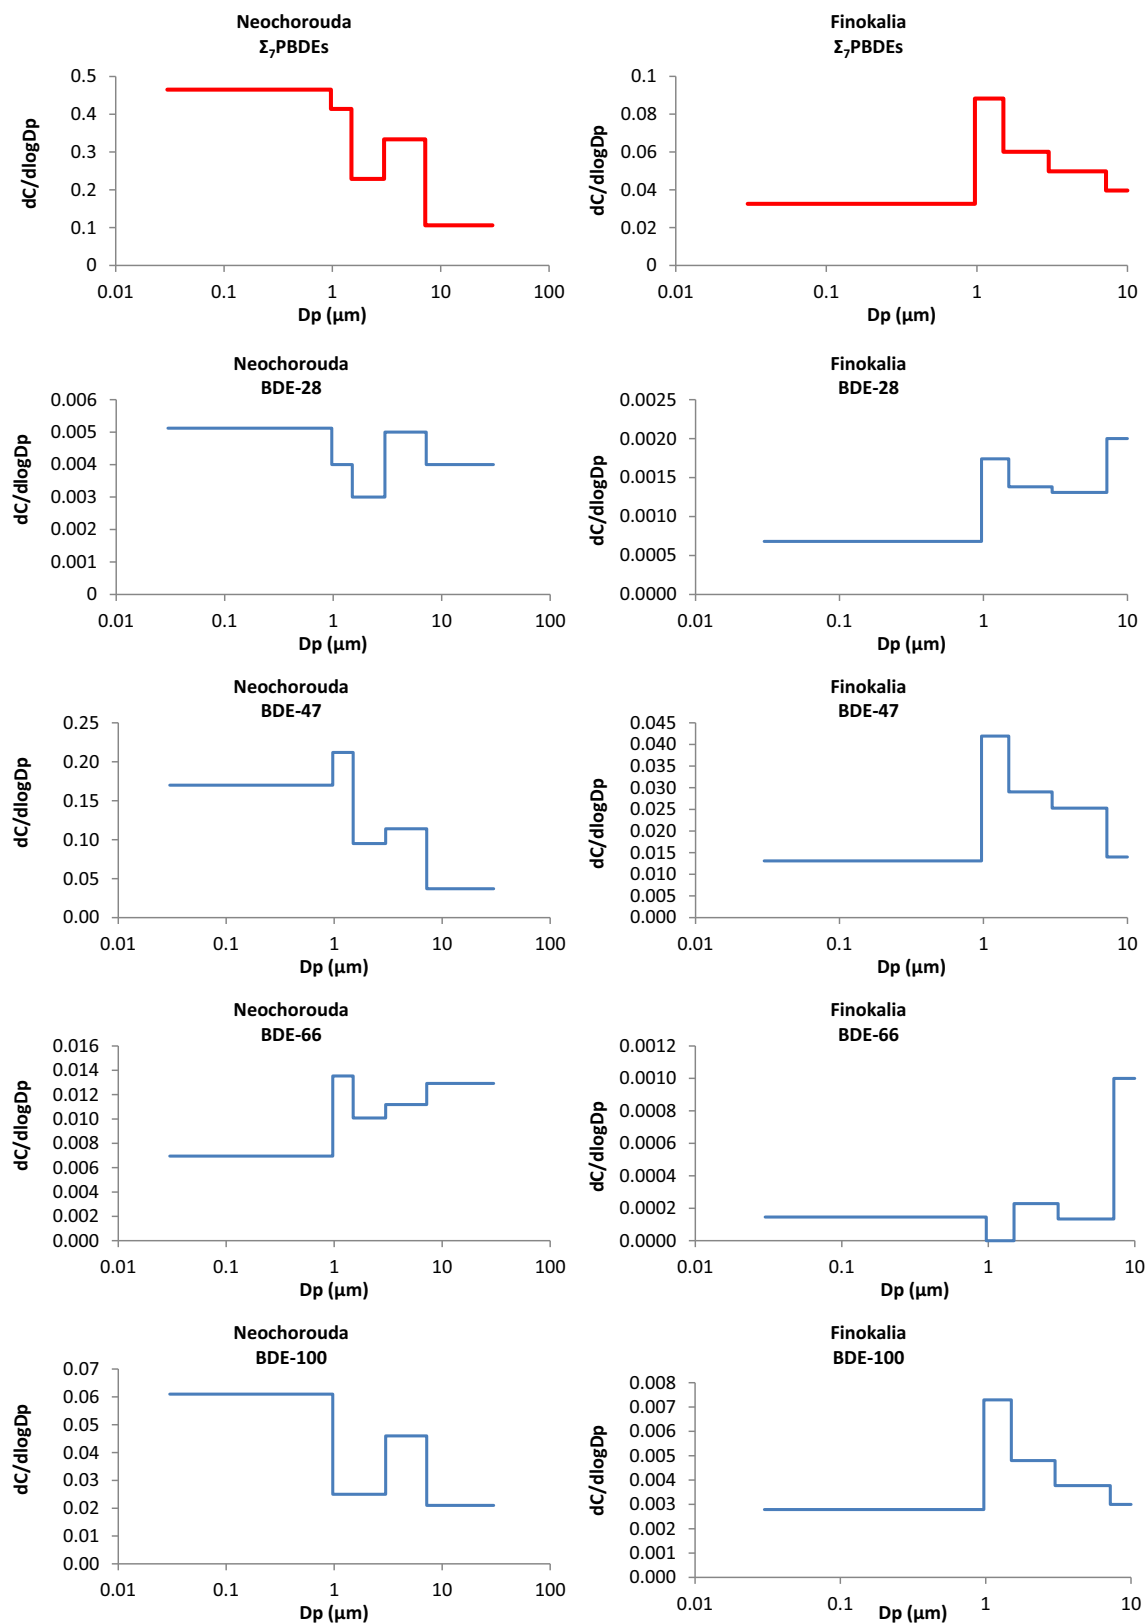 Neochorouda
Σ₇PBDEs
0.5
0.4
0.3
0.2
0.1
0
dC/dlogDp
0.01 0.1 1 10 100
Dp (µm)
Finokalia
Σ₇PBDEs
0.1
0.08
0.06
0.04
0.02
0
dC/dlogDp
0.01 0.1 1 10
Dp (µm)
Neochorouda
BDE-28
0.006
0.005
0.004
0.003
0.002
0.001
0
dC/dlogDp
0.01 0.1 1 10 100
Dp (µm)
Finokalia
BDE-28
0.0025
0.0020
0.0015
0.0010
0.0005
0.0000
dC/dlogDp
0.01 0.1 1 10
Dp (µm)
Neochorouda
BDE-47
0.25
0.20
0.15
0.10
0.05
0.00
dC/dlogDp
0.01 0.1 1 10 100
Dp (µm)
Finokalia
BDE-47
0.045
0.040
0.035
0.030
0.025
0.020
0.015
0.010
0.005
0.000
dC/dlogDp
0.01 0.1 1 10
Dp (µm)
Neochorouda
BDE-66
0.016
0.014
0.012
0.010
0.008
0.006
0.004
0.002
0.000
dC/dlogDp
0.01 0.1 1 10 100
Dp (µm)
Finokalia
BDE-66
0.0012
0.0010
0.0008
0.0006
0.0004
0.0002
0.0000
dC/dlogDp
0.01 0.1 1 10
Dp (µm)
Neochorouda
BDE-100
0.07
0.06
0.05
0.04
0.03
0.02
0.01
0.00
dC/dlogDp
0.01 0.1 1 10 100
Dp (µm)
Finokalia
BDE-100
0.008
0.007
0.006
0.005
0.004
0.003
0.002
0.001
0.000
dC/dlogDp
0.01 0.1 1 10
Dp (µm)